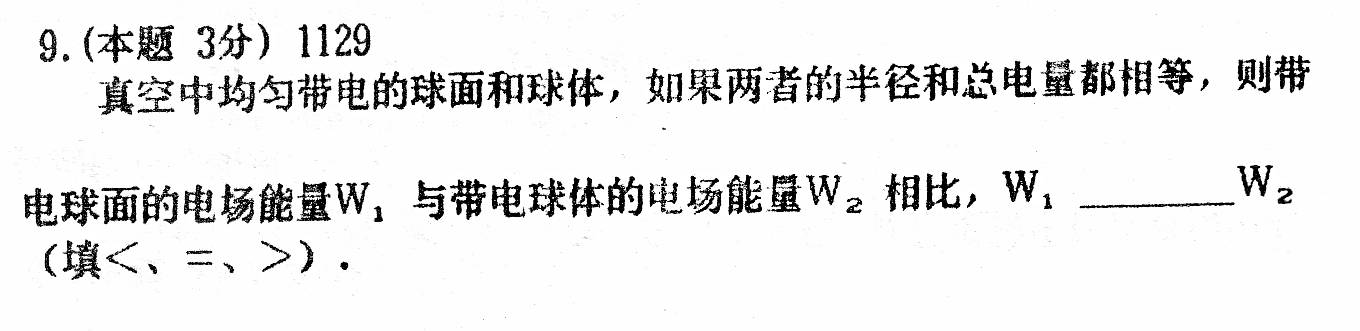 9.(本题 3分) 1129
真空中均匀带电的球面和球体，如果两者的半径和总电量都相等，则带
电球面的电场能量W₁ 与带电球体的电场能量W₂ 相比，W₁ ________W₂
（填＜、＝、＞）.